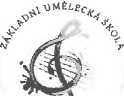 ZÁKLADNÍ UMĚLECKÁ ŠKOLA